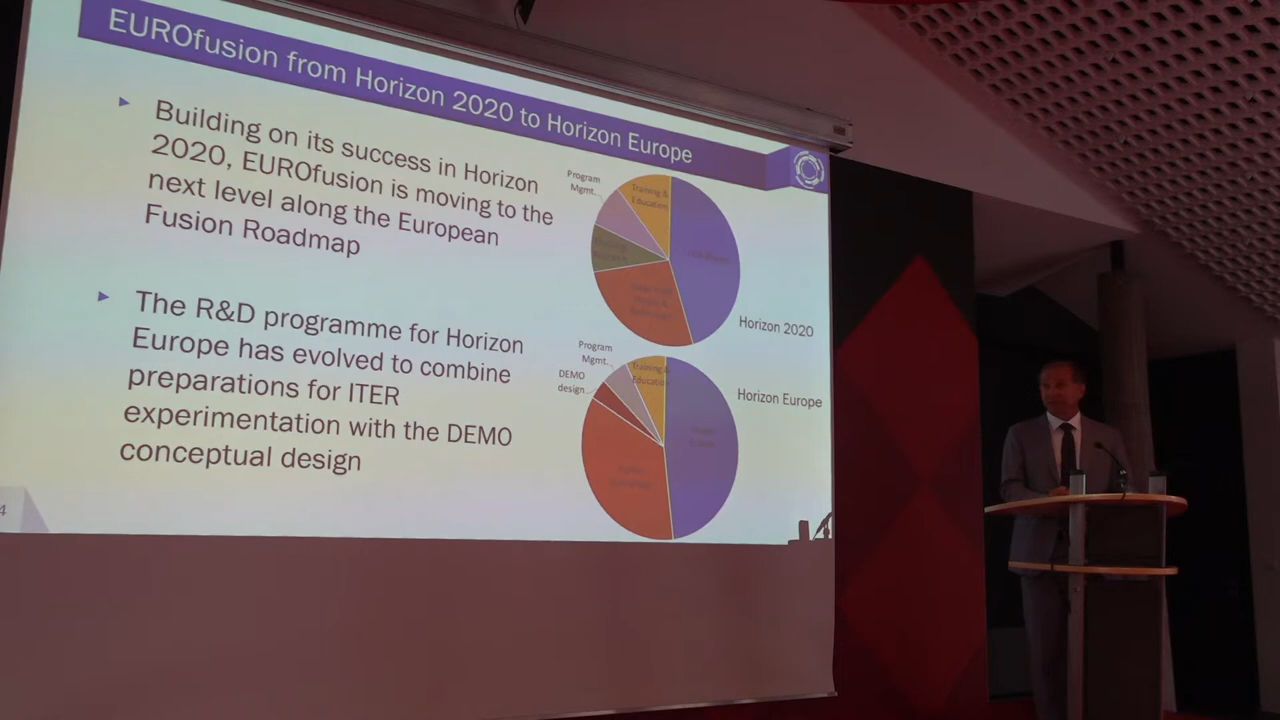 EUROfusion from Horizon 2020 to Horizon Europe
Building on its success in Horizon
2020, EUROfusion is moving to the
next level along the European
Fusion Roadmap
The R&D programme for Horizon
Europe has evolved to combine
preparations for ITER
experimentation with the DEMO
conceptual design
Program
Mgmt.
Training &
Education
Horizon 2020
Program
Mgmt.
DEMO
design
Training &
Education
Horizon Europe
4